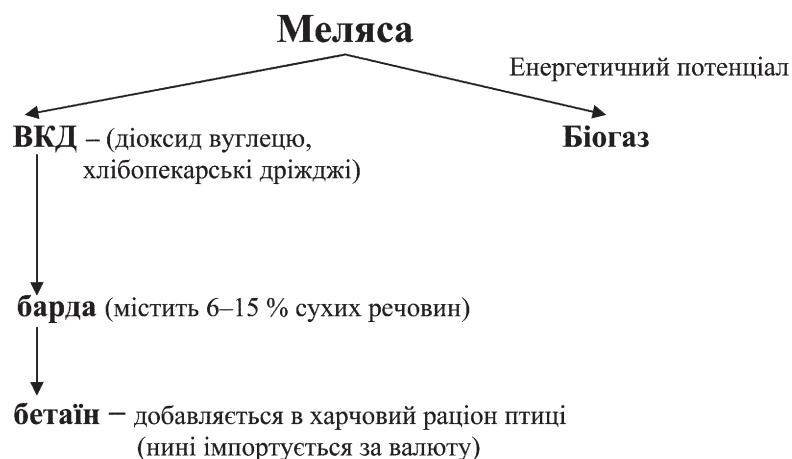 Меляса
Енергетичний потенціал
ВКД – (діоксид вуглецю,
хлібопекарські дріжджі)
Біогаз
барда (містить 6–15 % сухих речовин)
бетаїн – добавляється в харчовий раціон птиці
(нині імпортується за валюту)